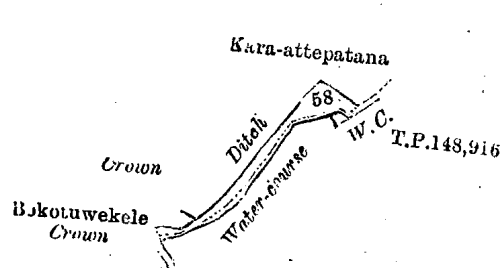 Kara-attepatana
58
W. C.
T.P.148,916
Ditch
Water-course
Crown
Bokotuwekele
Crown